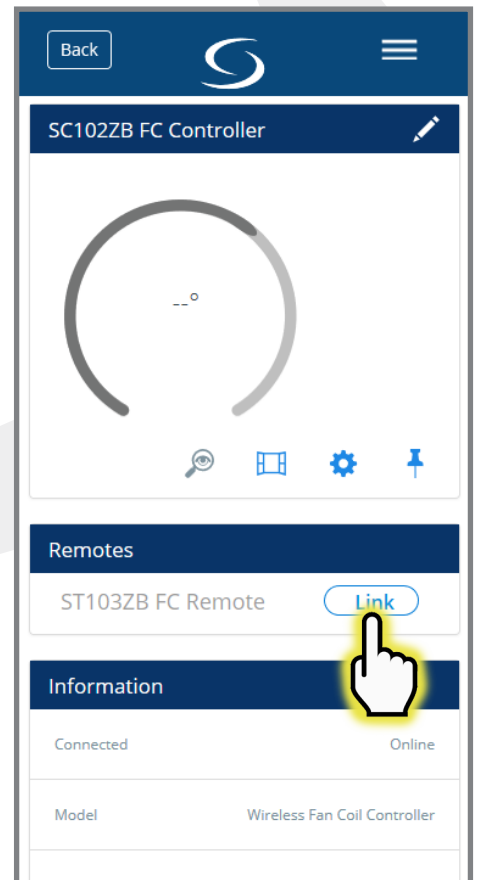 Back
SC102ZB FC Controller
--°
Remotes
ST103ZB FC Remote Link
Information
Connected Online
Model Wireless Fan Coil Controller